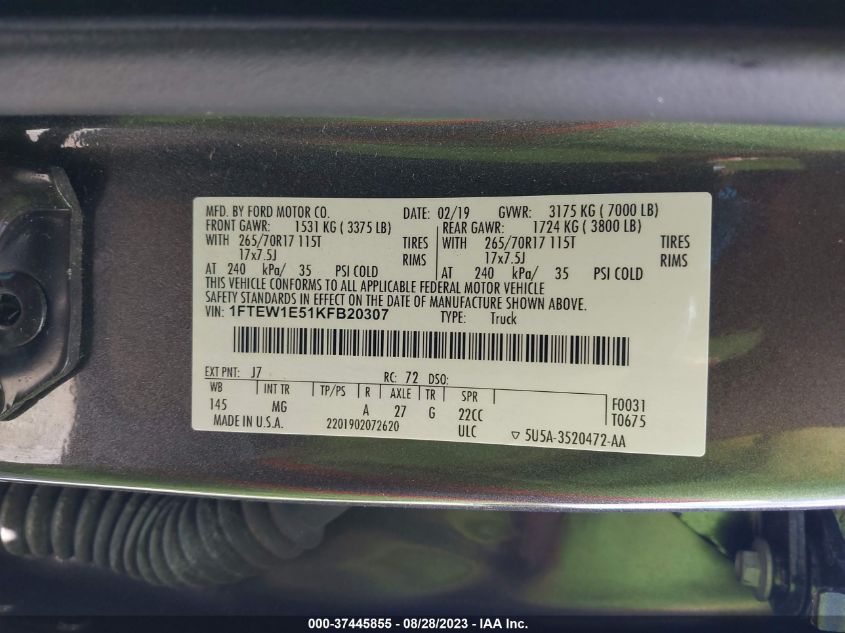 MFD. BY FORD MOTOR CO. DATE: 02/19 GVWR: 3175 KG ( 7000 LB)
FRONT GAWR: 1531 KG ( 3375 LB) REAR GAWR: 1724 KG ( 3800 LB)
WITH 265/70R17 115T TIRES WITH 265/70R17 115T TIRES
17x7.5J RIMS 17x7.5J RIMS
AT 240 kPa/ 35 PSI COLD AT 240 kPa/ 35 PSI COLD
THIS VEHICLE CONFORMS TO ALL APPLICABLE FEDERAL MOTOR VEHICLE
SAFETY STANDARDS IN EFFECT ON THE DATE OF MANUFACTURE SHOWN ABOVE.
VIN: 1FTEW1E51KFB20307 TYPE: Truck
EXT PNT: J7 RC: 72 DSO:
WB INT TR TP/PS R AXLE TR SPR F0031
145 MG A 27 G 22CC T0675
MADE IN U.S.A. 2201902072620 ULC 5U5A-3520472-AA
000-37445855 - 08/28/2023 - IAA Inc.